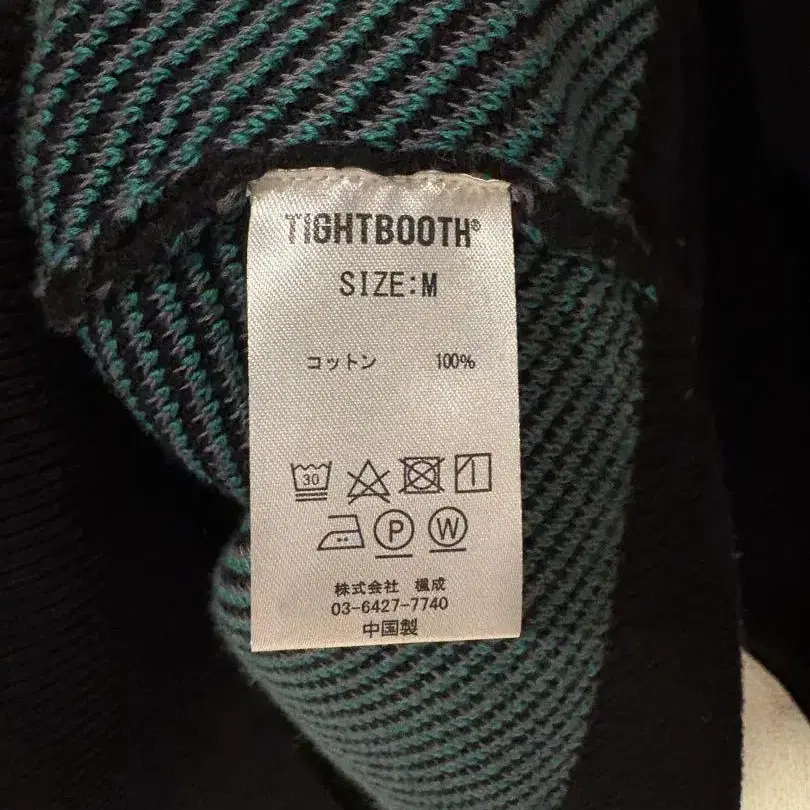 TIGHTBOOTH®
SIZE:M
コットン 100%
30
P W
株式会社 楓成
03-6427-7740
中国製